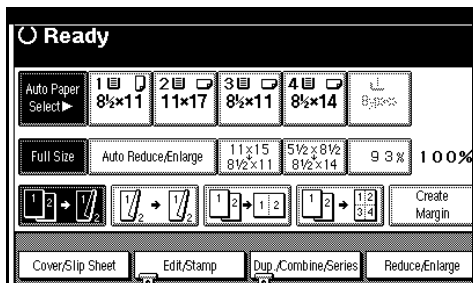 Ready
Auto Paper Select▶
1 8½×11
2 11×17
3 8½×11
4 8½×14
Full Size
Auto Reduce/Enlarge
11×15 8½×11
5½×8½ 8½×14
93%
100%
1 2 → 1 2
1 2 → 1 2
1 2 → 1 2
1 2 → 1 2 3 4
Create Margin
Cover/Slip Sheet
Edit/Stamp
Dup./Combine/Series
Reduce/Enlarge